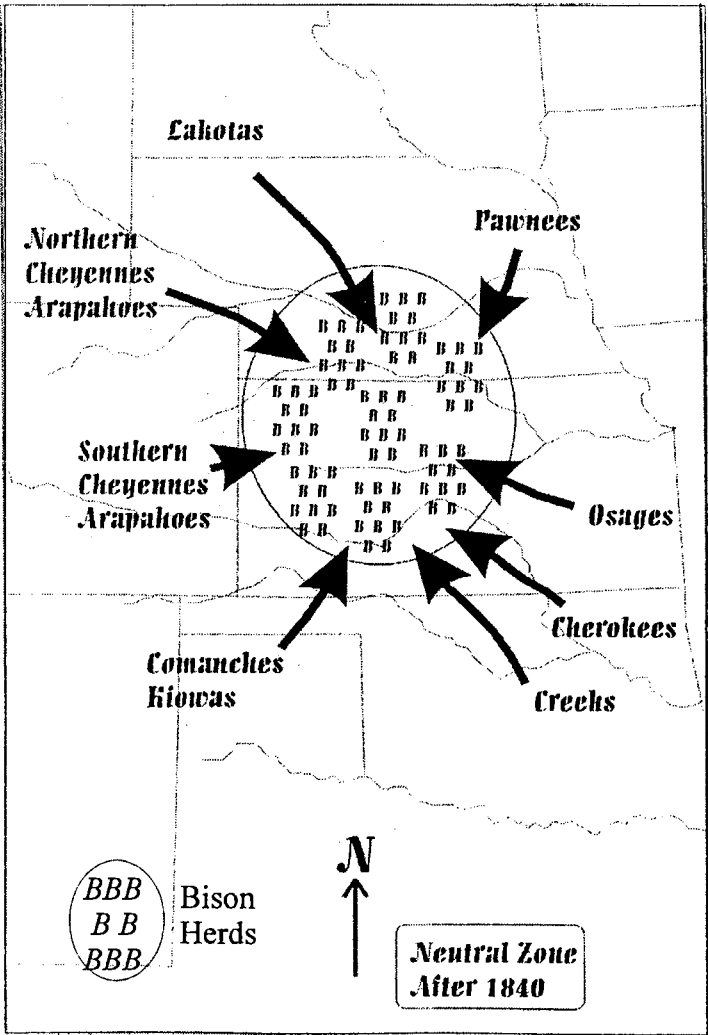 Lakotas
Pawnees
Northern
Cheyennes
Arapahoes
B B B
B B
B B B
B B
B B B
B B
B B B
B B
B B B
B B
B B B
B B
B B B
B B
B B B
B B
B B B
B B
B B B
B B
B B B
B B
B B B
B B
B B B
B B
B B B
B B
B B B
B B
B B B
B B
Southern
Cheyennes
Arapahoes
Osages
Cherokees
Comanches
Kiowas
Creeks
BBB
B B
BBB
Bison
Herds
N
Neutral Zone
After 1840